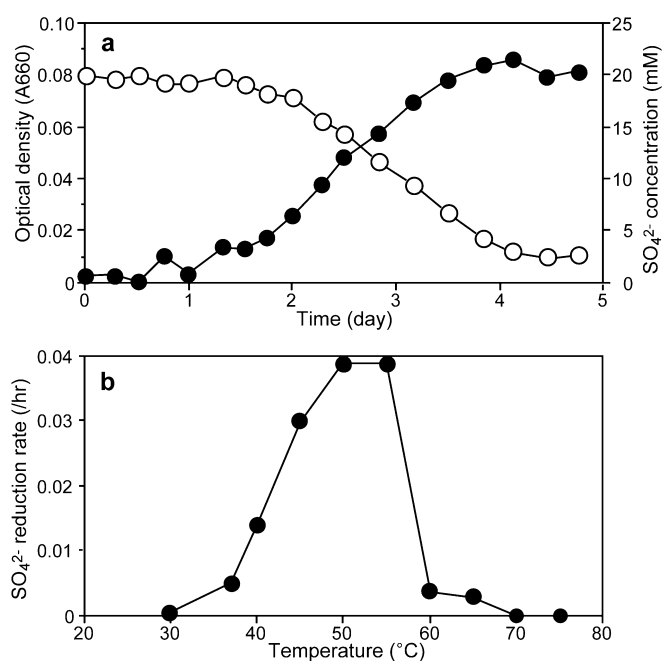 a
Optical density (A660)
0.10
0.08
0.06
0.04
0.02
0
25
20
15
10
5
0
SO₄²⁻ concentration (mM)
0 1 2 3 4 5
Time (day)
b
SO₄²⁻ reduction rate (/hr)
0.04
0.03
0.02
0.01
0
20 30 40 50 60 70 80
Temperature (°C)